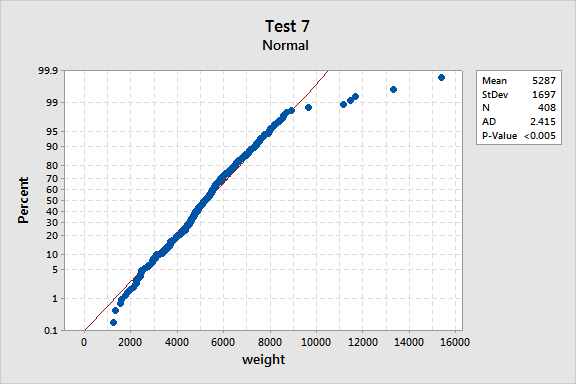 Test 7
Normal
99.9
99
95
90
80
70
60
50
40
30
20
10
5
1
0.1
Percent
0 2000 4000 6000 8000 10000 12000 14000 16000
weight
Mean 5287
StDev 1697
N 408
AD 2.415
P-Value <0.005